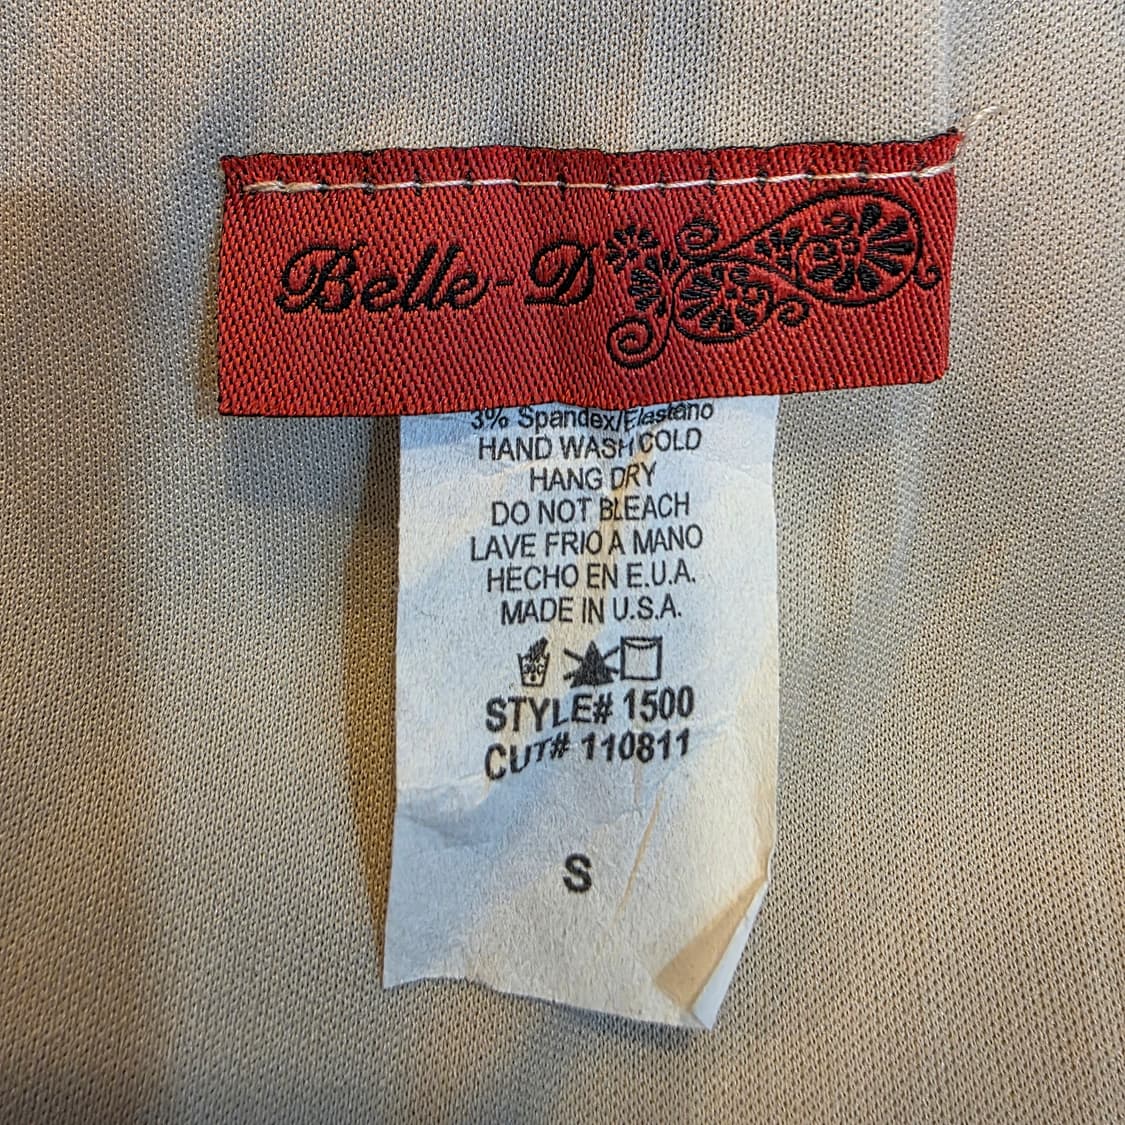 Belle-D
3% Spandex/Elastano
HAND WASH COLD
HANG DRY
DO NOT BLEACH
LAVE FRIO A MANO
HECHO EN E.U.A.
MADE IN U.S.A.
30C
STYLE# 1500
CUT# 110811
S